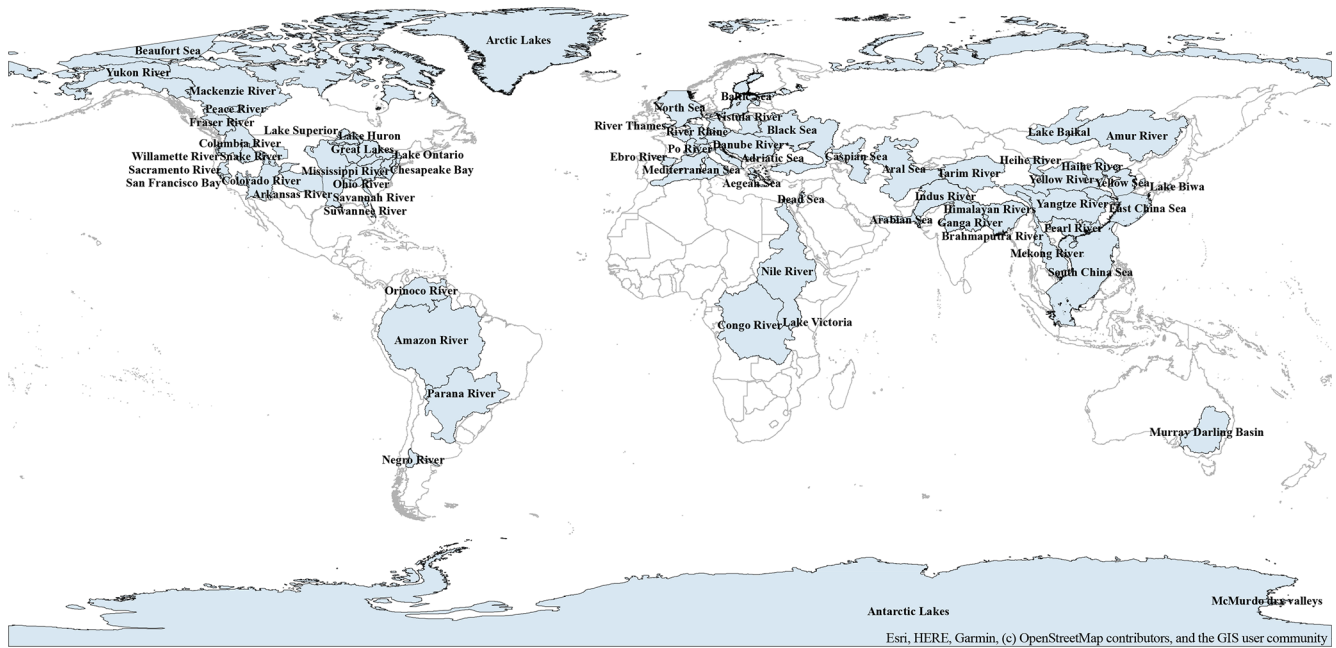 Arctic Lakes
Beaufort Sea
Yukon River
Mackenzie River
Peace River
Fraser River
Lake Superior
Lake Huron
Columbia River
Great Lakes
Willamette River
Snake River
Lake Ontario
Sacramento River
Mississippi River
Chesapeake Bay
San Francisco Bay
Colorado River
Ohio River
Arkansas River
Savannah River
Suwannee River
Baltic Sea
North Sea
Vistula River
River Thames
River Rhine
Black Sea
Po River
Danube River
Ebro River
Adriatic Sea
Caspian Sea
Mediterranean Sea
Aral Sea
Aegean Sea
Dead Sea
Lake Baikal
Amur River
Heihe River
Haihe River
Tarim River
Yellow River
Yellow Sea
Lake Biwa
Indus River
Yangtze River
Himalayan Rivers
East China Sea
Arabian Sea
Ganga River
Pearl River
Brahmaputra River
Mekong River
South China Sea
Nile River
Orinoco River
Congo River
Lake Victoria
Amazon River
Parana River
Murray Darling Basin
Negro River
McMurdo dry valleys
Antarctic Lakes
Esri, HERE, Garmin, (c) OpenStreetMap contributors, and the GIS user community